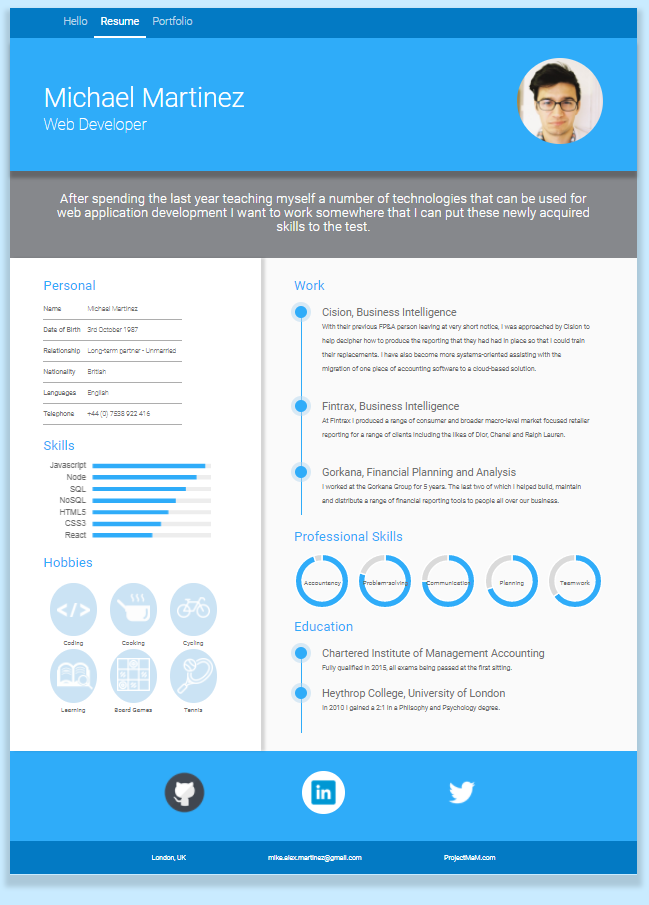 Hello Resume Portfolio
Michael Martinez
Web Developer
After spending the last year teaching myself a number of technologies that can be used for
web application development I want to work somewhere that I can put these newly acquired
skills to the test.
Personal
Name Michael Martinez
Date of Birth 3rd October 1987
Relationship Long-term partner - Unmarried
Nationality British
Languages English
Telephone +44 (0) 7538 922 416
Skills
Javascript
Node
SQL
NoSQL
HTML5
CSS3
React
Hobbies
</>
Coding Cooking Cycling
Learning Board Games Tennis
Work
Cision, Business Intelligence
With their previous FP&A person leaving at very short notice, I was approached by Cision to
help decipher how to produce the reporting that they had had in place so that I could train
their replacements. I have also become more systems-oriented assisting with the
migration of one piece of accounting software to a cloud-based solution.
Fintrax, Business Intelligence
At Fintrax I produced a range of consumer and broader macro-level market focused retailer
reporting for a range of clients including the likes of Dior, Chanel and Ralph Lauren.
Gorkana, Financial Planning and Analysis
I worked at the Gorkana Group for 5 years. The last two of which I helped build, maintain
and distribute a range of financial reporting tools to people all over our business.
Professional Skills
Accountancy Problem-solving Communication Planning Teamwork
Education
Chartered Institute of Management Accounting
Fully qualified in 2015, all exams being passed at the first sitting.
Heythrop College, University of London
In 2010 I gained a 2:1 in a Philsophy and Psychology degree.
in
London, UK mike.alex.martinez@gmail.com ProjectMaM.com